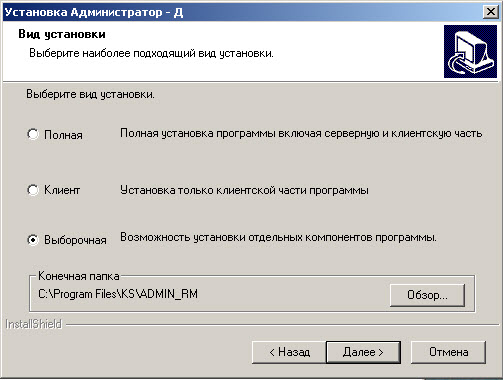 Установка Администратор - Д
Вид установки
Выберите наиболее подходящий вид установки.
Выберите вид установки.
Полная Полная установка программы включая серверную и клиентскую часть
Клиент Установка только клиентской части программы
Выборочная Возможность установки отдельных компонентов программы.
Конечная папка
C:\Program Files\KS\ADMIN_RM Обзор...
InstallShield
< Назад Далее > Отмена